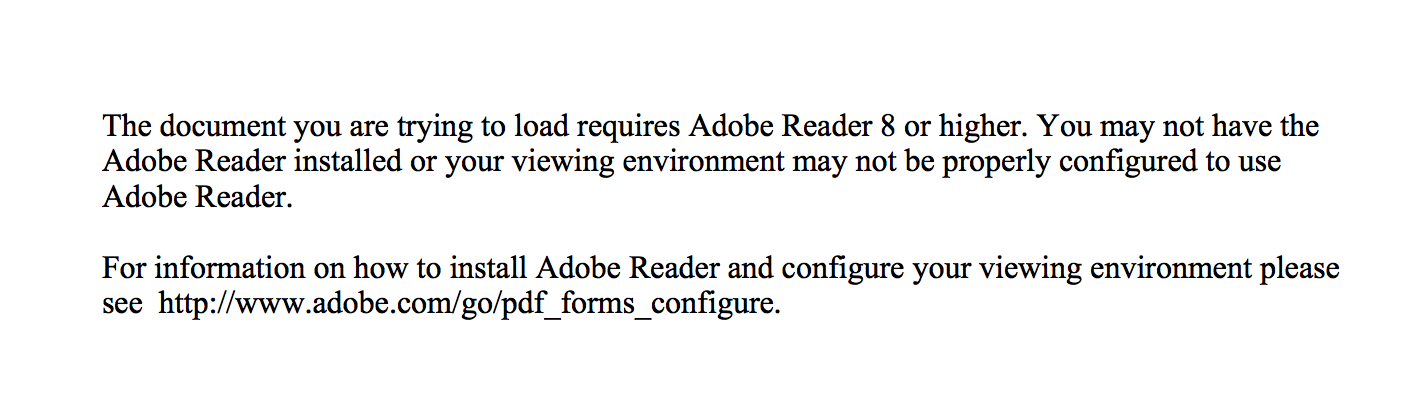 The document you are trying to load requires Adobe Reader 8 or higher. You may not have the
Adobe Reader installed or your viewing environment may not be properly configured to use
Adobe Reader.
For information on how to install Adobe Reader and configure your viewing environment please
see  http://www.adobe.com/go/pdf_forms_configure.